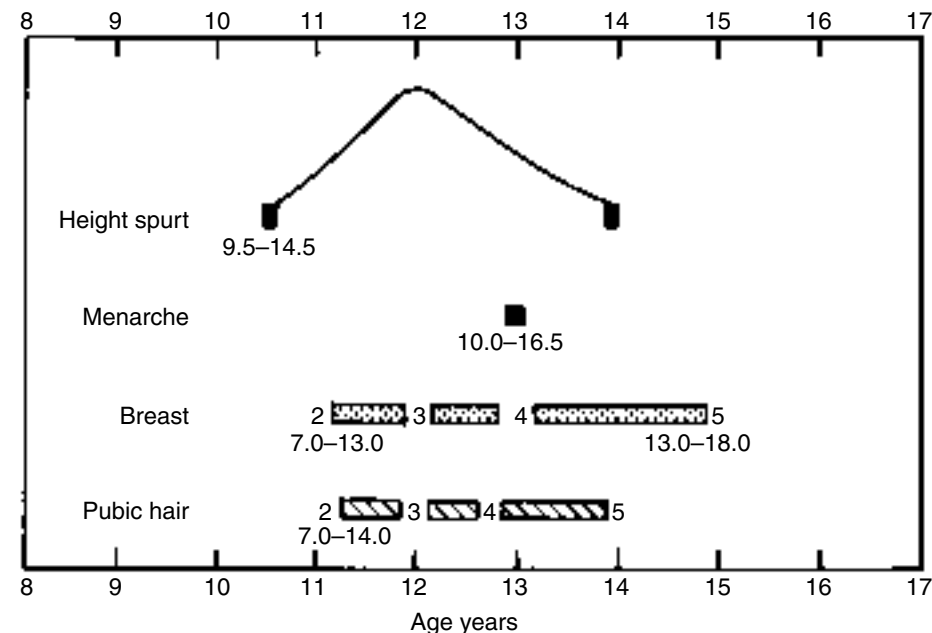 8 9 10 11 12 13 14 15 16 17
Height spurt
9.5–14.5
Menarche
10.0–16.5
Breast 2 3 4 5
7.0–13.0 13.0–18.0
Pubic hair 2 3 4 5
7.0–14.0
8 9 10 11 12 13 14 15 16 17
Age years